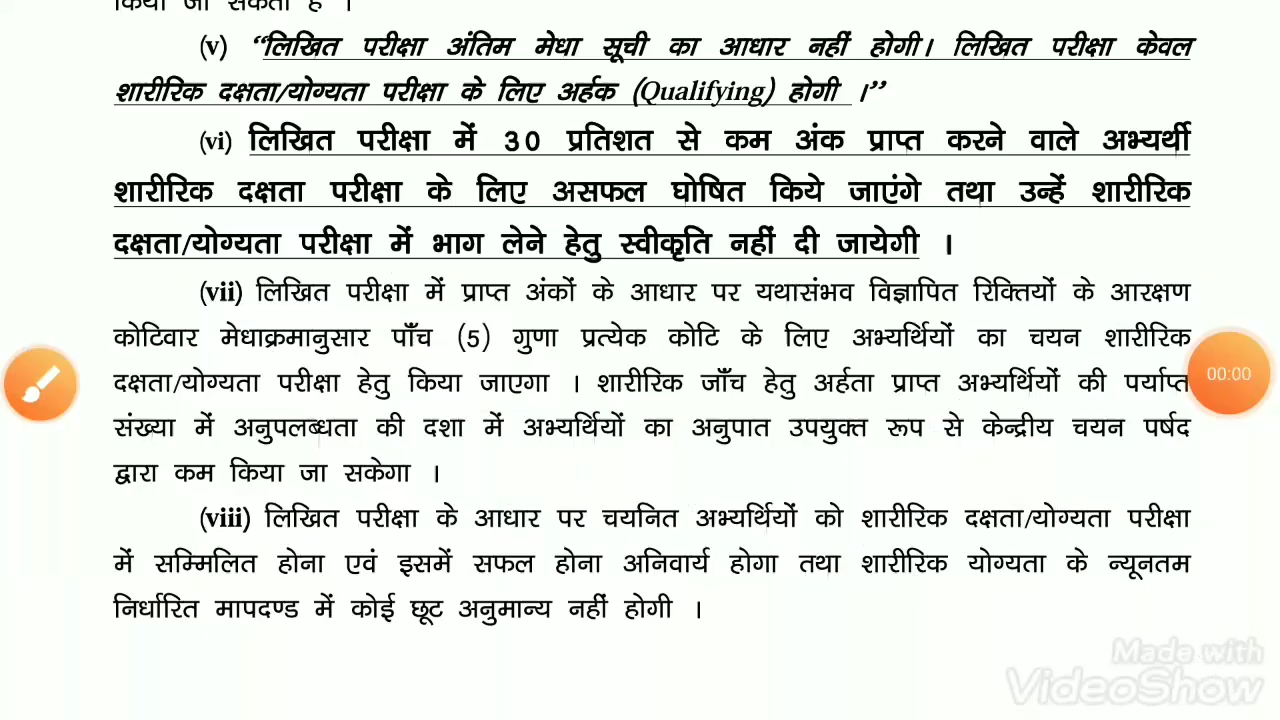 किया जा सकता है ।
(v) “लिखित परीक्षा अंतिम मेधा सूची का आधार नहीं होगी। लिखित परीक्षा केवल
शारीरिक दक्षता/योग्यता परीक्षा के लिए अर्हक (Qualifying) होगी ।”
(vi) लिखित परीक्षा में 30 प्रतिशत से कम अंक प्राप्त करने वाले अभ्यर्थी
शारीरिक दक्षता परीक्षा के लिए असफल घोषित किये जाएंगे तथा उन्हें शारीरिक
दक्षता/योग्यता परीक्षा में भाग लेने हेतु स्वीकृति नहीं दी जायेगी ।
(vii) लिखित परीक्षा में प्राप्त अंकों के आधार पर यथासंभव विज्ञापित रिक्तियों के आरक्षण
कोटिवार मेधाक्रमानुसार पाँच (5) गुणा प्रत्येक कोटि के लिए अभ्यर्थियों का चयन शारीरिक
दक्षता/योग्यता परीक्षा हेतु किया जाएगा । शारीरिक जाँच हेतु अर्हता प्राप्त अभ्यर्थियों की पर्याप्त
00:00
संख्या में अनुपलब्धता की दशा में अभ्यर्थियों का अनुपात उपयुक्त रूप से केन्द्रीय चयन पर्षद
द्वारा कम किया जा सकेगा ।
(viii) लिखित परीक्षा के आधार पर चयनित अभ्यर्थियों को शारीरिक दक्षता/योग्यता परीक्षा
में सम्मिलित होना एवं इसमें सफल होना अनिवार्य होगा तथा शारीरिक योग्यता के न्यूनतम
निर्धारित मापदण्ड में कोई छूट अनुमान्य नहीं होगी ।
Made with
VideoShow